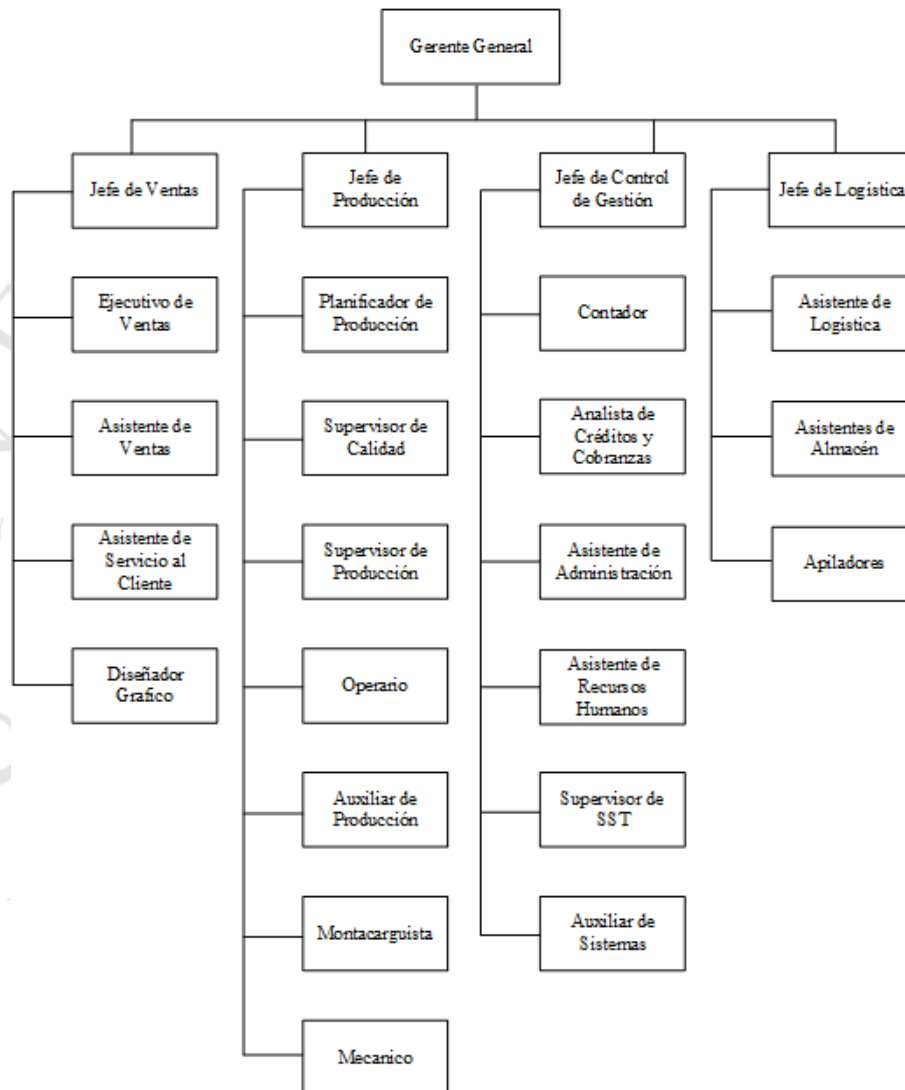 Gerente General
Jefe de Ventas
Jefe de
Producción
Jefe de Control
de Gestión
Jefe de Logística
Ejecutivo de
Ventas
Planificador de
Producción
Contador
Asistente de
Logística
Asistente de
Ventas
Supervisor de
Calidad
Analista de
Créditos y
Cobranzas
Asistentes de
Almacén
Asistente de
Servicio al
Cliente
Supervisor de
Producción
Asistente de
Administración
Apiladores
Diseñador
Grafico
Operario
Asistente de
Recursos
Humanos
Auxiliar de
Producción
Supervisor de
SST
Montacarguista
Auxiliar de
Sistemas
Mecanico